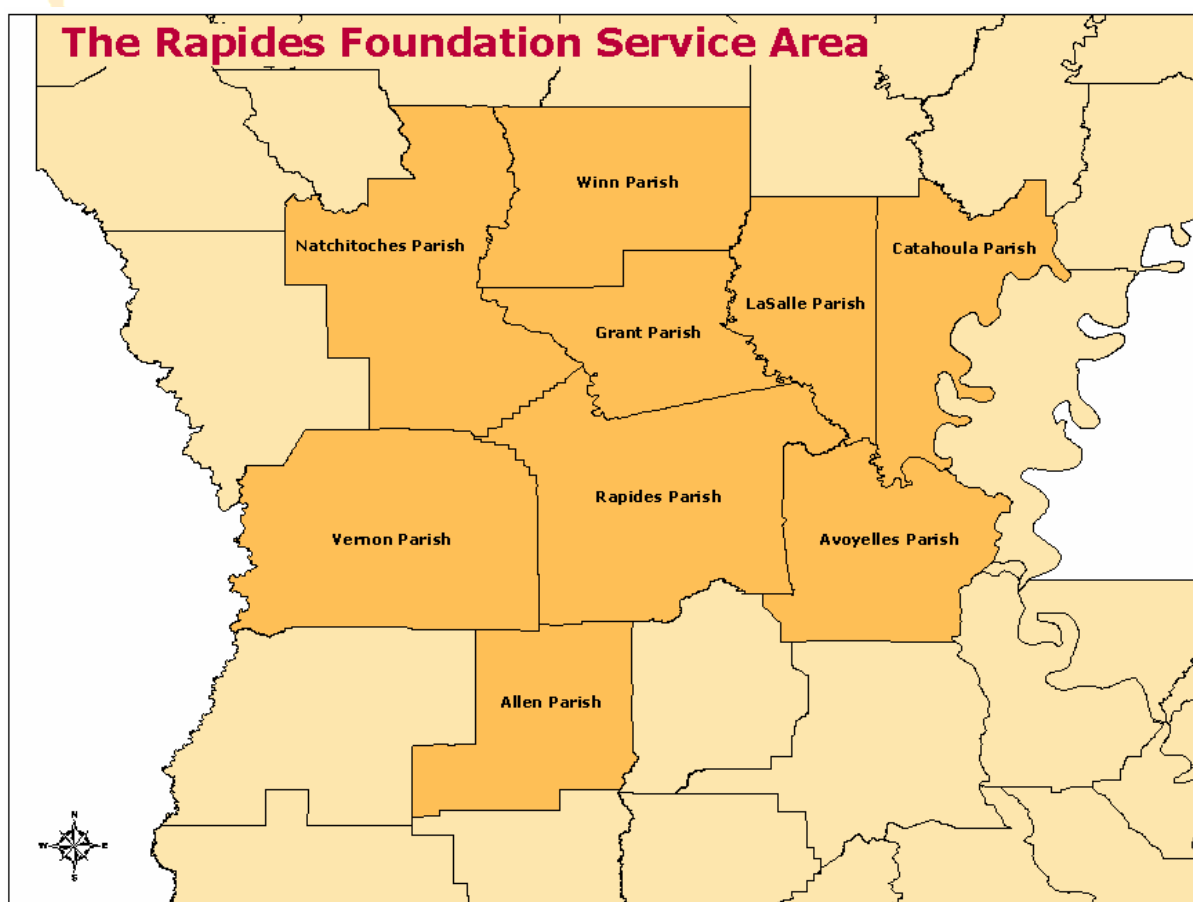 The Rapides Foundation Service Area
Winn Parish
Natchitoches Parish
Catahoula Parish
LaSalle Parish
Grant Parish
Rapides Parish
Vernon Parish
Avoyelles Parish
Allen Parish
N
W E
S